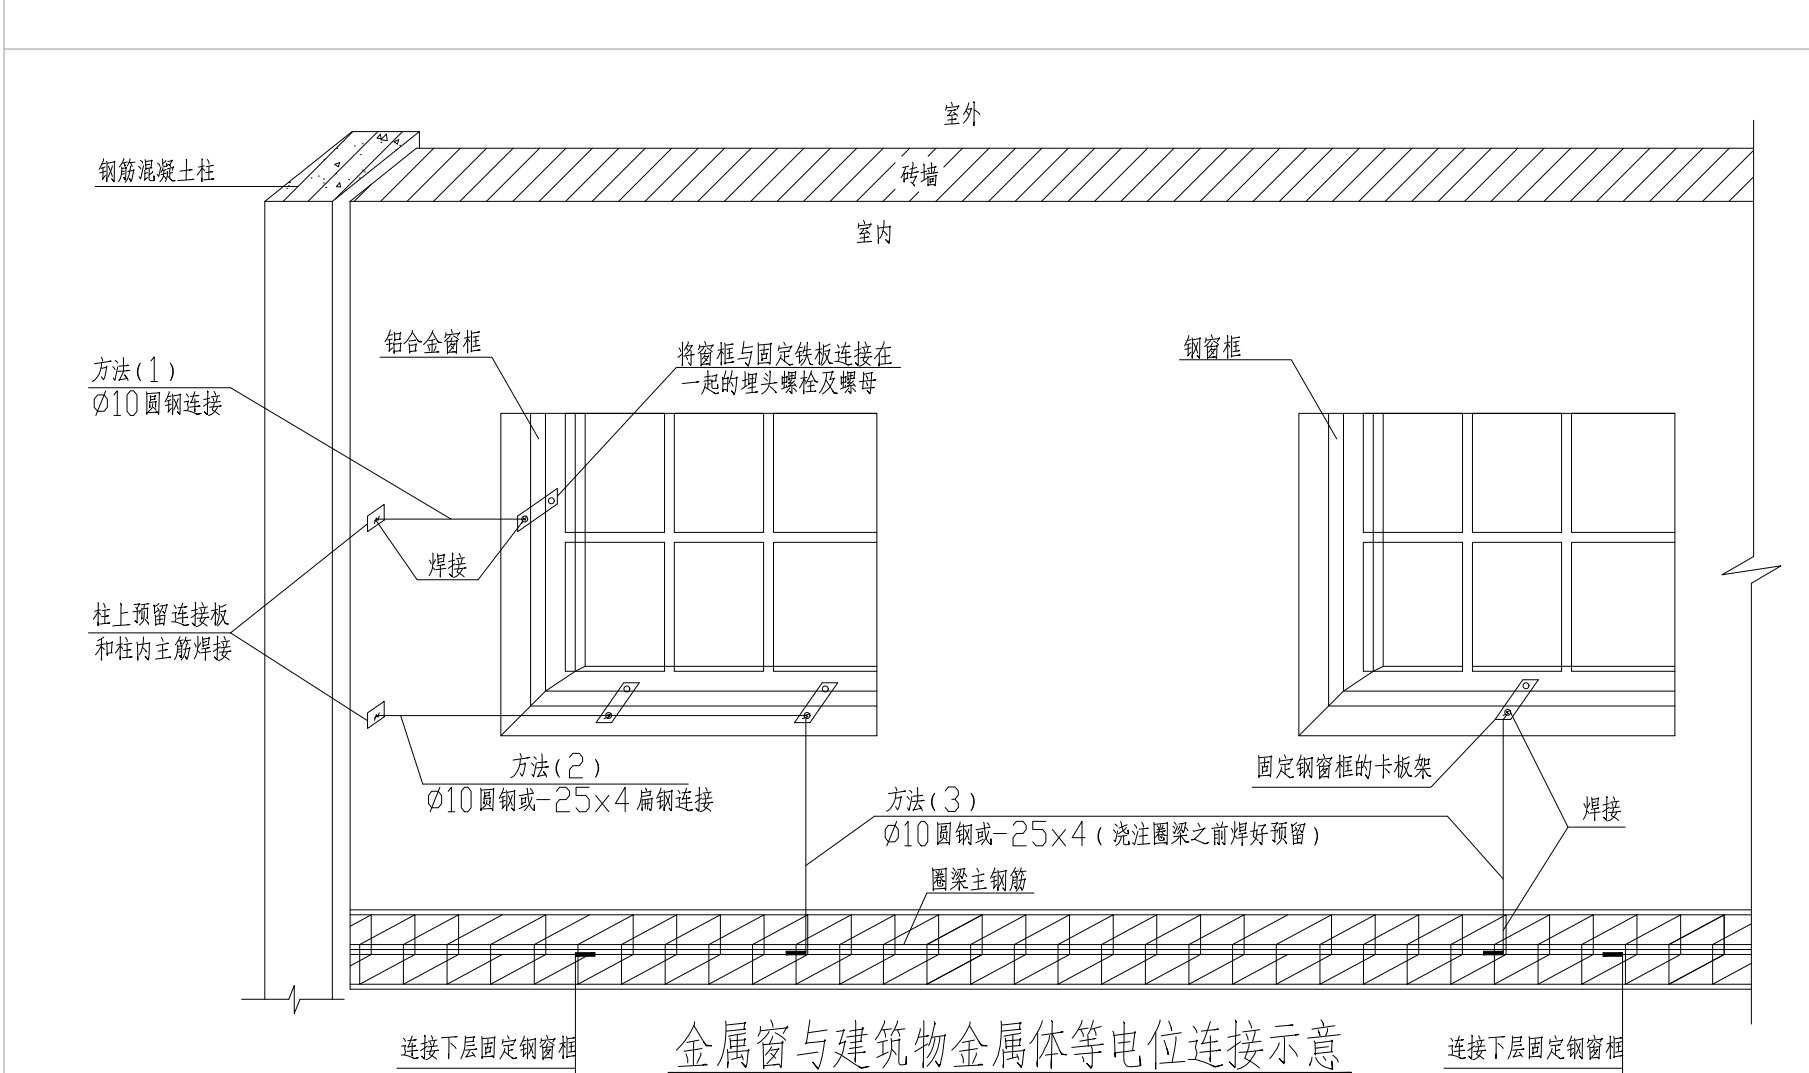 室外
钢筋混凝土柱
砖墙
室内
铝合金窗框
将窗框与固定铁板连接在
一起的埋头螺栓及螺母
钢窗框
方法(1)
∅10圆钢连接
焊接
柱上预留连接板
和柱内主筋焊接
方法(2)
∅10圆钢或-25×4扁钢连接
固定钢窗框的卡板架
方法(3)
∅10圆钢或-25×4(浇注圈梁之前焊好预留)
焊接
圈梁主钢筋
连接下层固定钢窗框
金属窗与建筑物金属体等电位连接示意
连接下层固定钢窗框